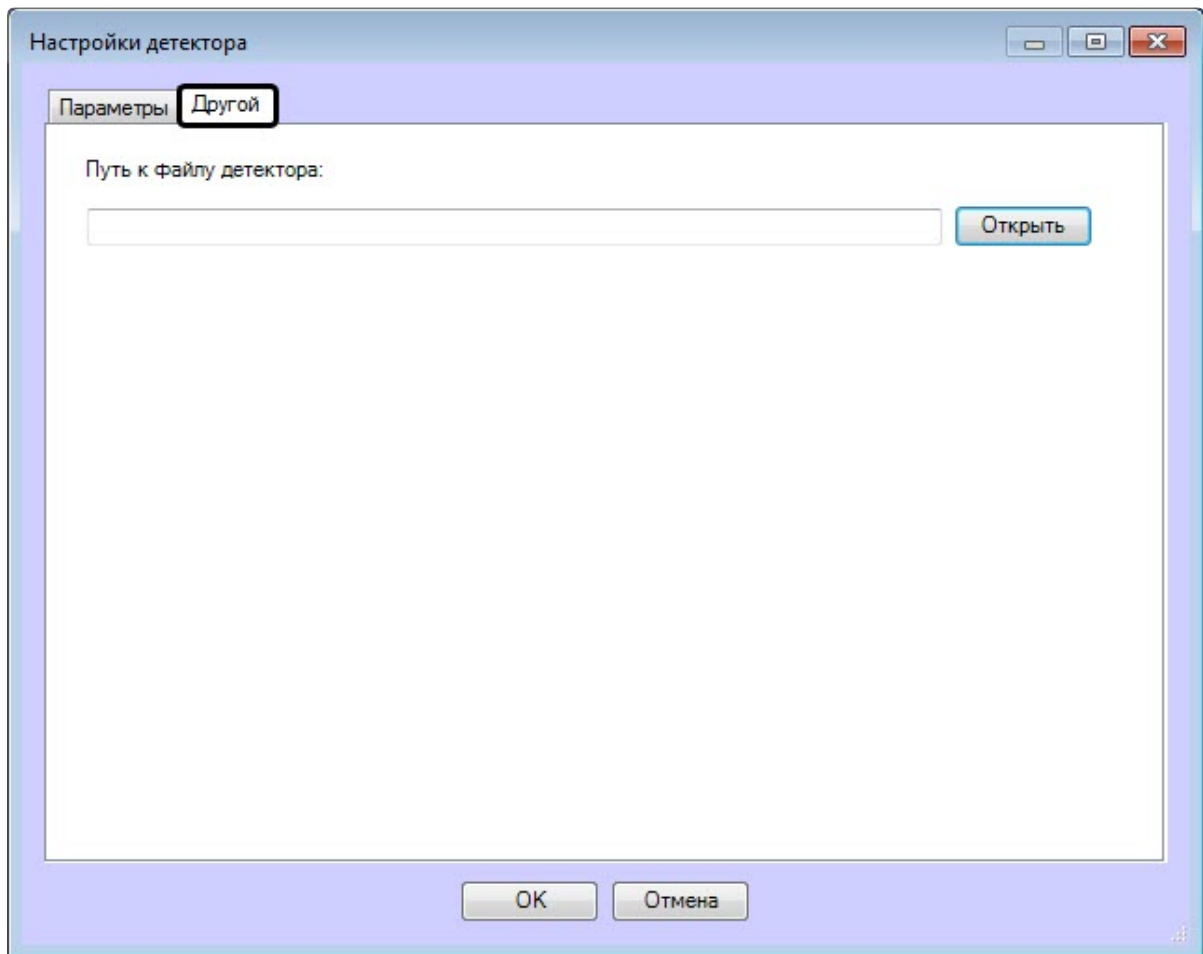 Настройки детектора
Параметры Другой
Путь к файлу детектора:
Открыть
OK Отмена